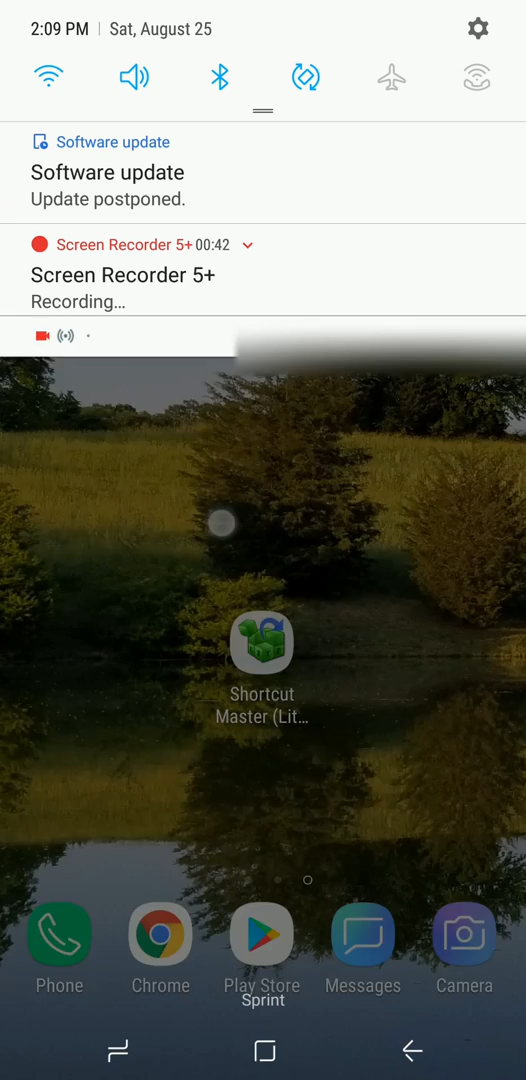 2:09 PM | Sat, August 25
Software update
Software update
Update postponed.
Screen Recorder 5+ 00:42
Screen Recorder 5+
Recording...
Shortcut
Master (Lit...
Phone
Chrome
Play Store
Messages
Camera
Sprint